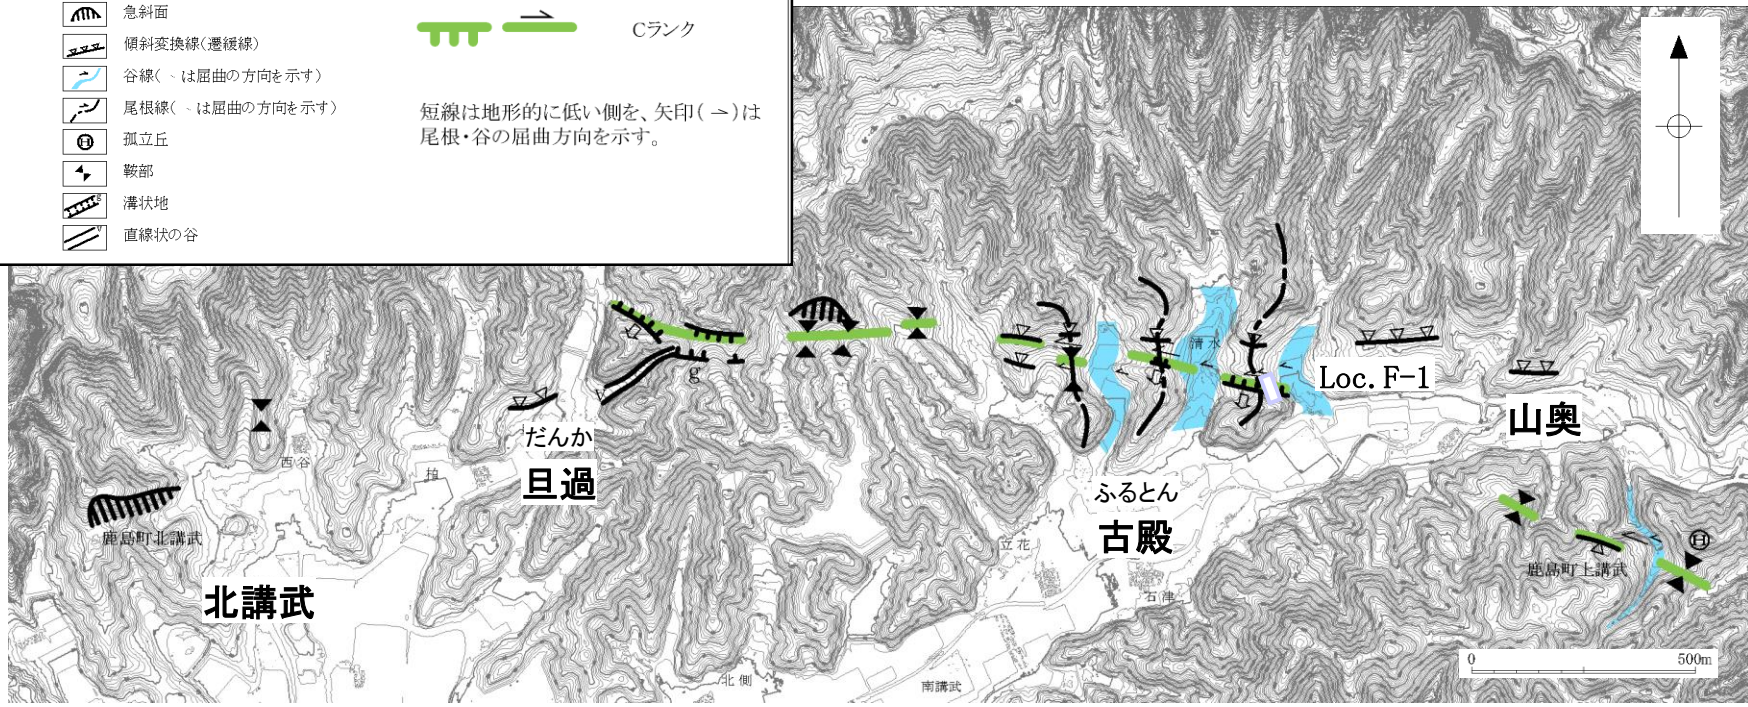 急斜面
傾斜変換線(遷緩線)
谷線( は屈曲の方向を示す)
尾根線( は屈曲の方向を示す)
孤立丘
鞍部
溝状地
直線状の谷
Cランク
短線は地形的に低い側を、矢印(⇀)は
尾根・谷の屈曲方向を示す。
清水
g
Loc. F-1
V
山奥
だんか
旦過
西谷
柏
ふるとん
古殿
鹿島町北講武
立花
H
鹿島町上講武
北講武
石津
北側
南講武
0 500m